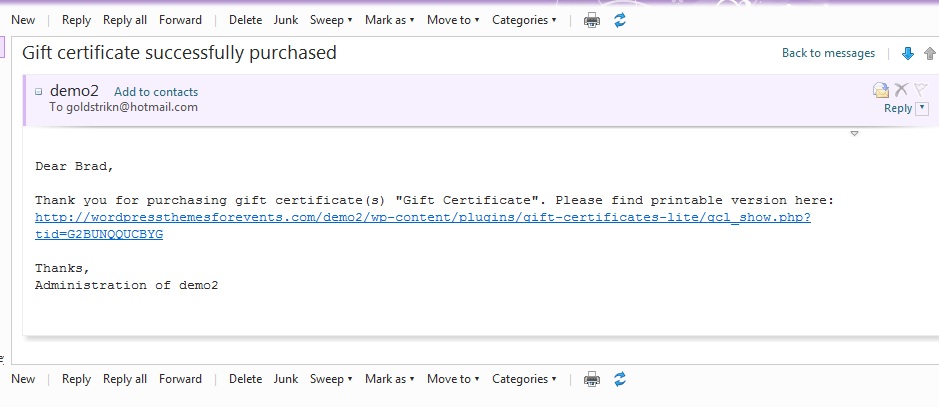 New Reply Reply all Forward Delete Junk Sweep Mark as Move to Categories
Gift certificate successfully purchased Back to messages
demo2 Add to contacts
To goldstrikn@hotmail.com
Reply
Dear Brad,
Thank you for purchasing gift certificate(s) "Gift Certificate". Please find printable version here:
http://wordpressthemesforevents.com/demo2/wp-content/plugins/gift-certificates-lite/gcl_show.php?
tid=G2BUNQQUCBYG
Thanks,
Administration of demo2
New Reply Reply all Forward Delete Junk Sweep Mark as Move to Categories